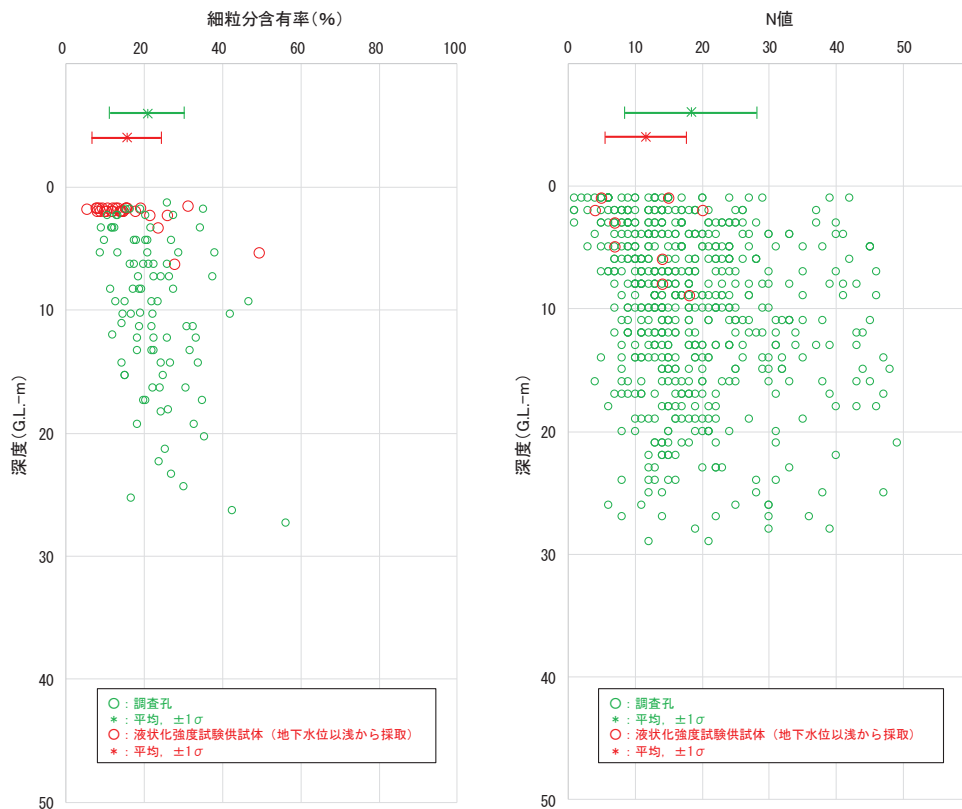 細粒分含有率(%)
0 20 40 60 80 100
0
10
20
30
40
50
深度(G.L.-m)
○ : 調査孔
* : 平均, ±1σ
○ : 液状化強度試験供試体（地下水位以浅から採取）
* : 平均, ±1σ
N値
0 10 20 30 40 50
0
10
20
30
40
50
深度(G.L.-m)
○ : 調査孔
* : 平均, ±1σ
○ : 液状化強度試験供試体（地下水位以浅から採取）
* : 平均, ±1σ